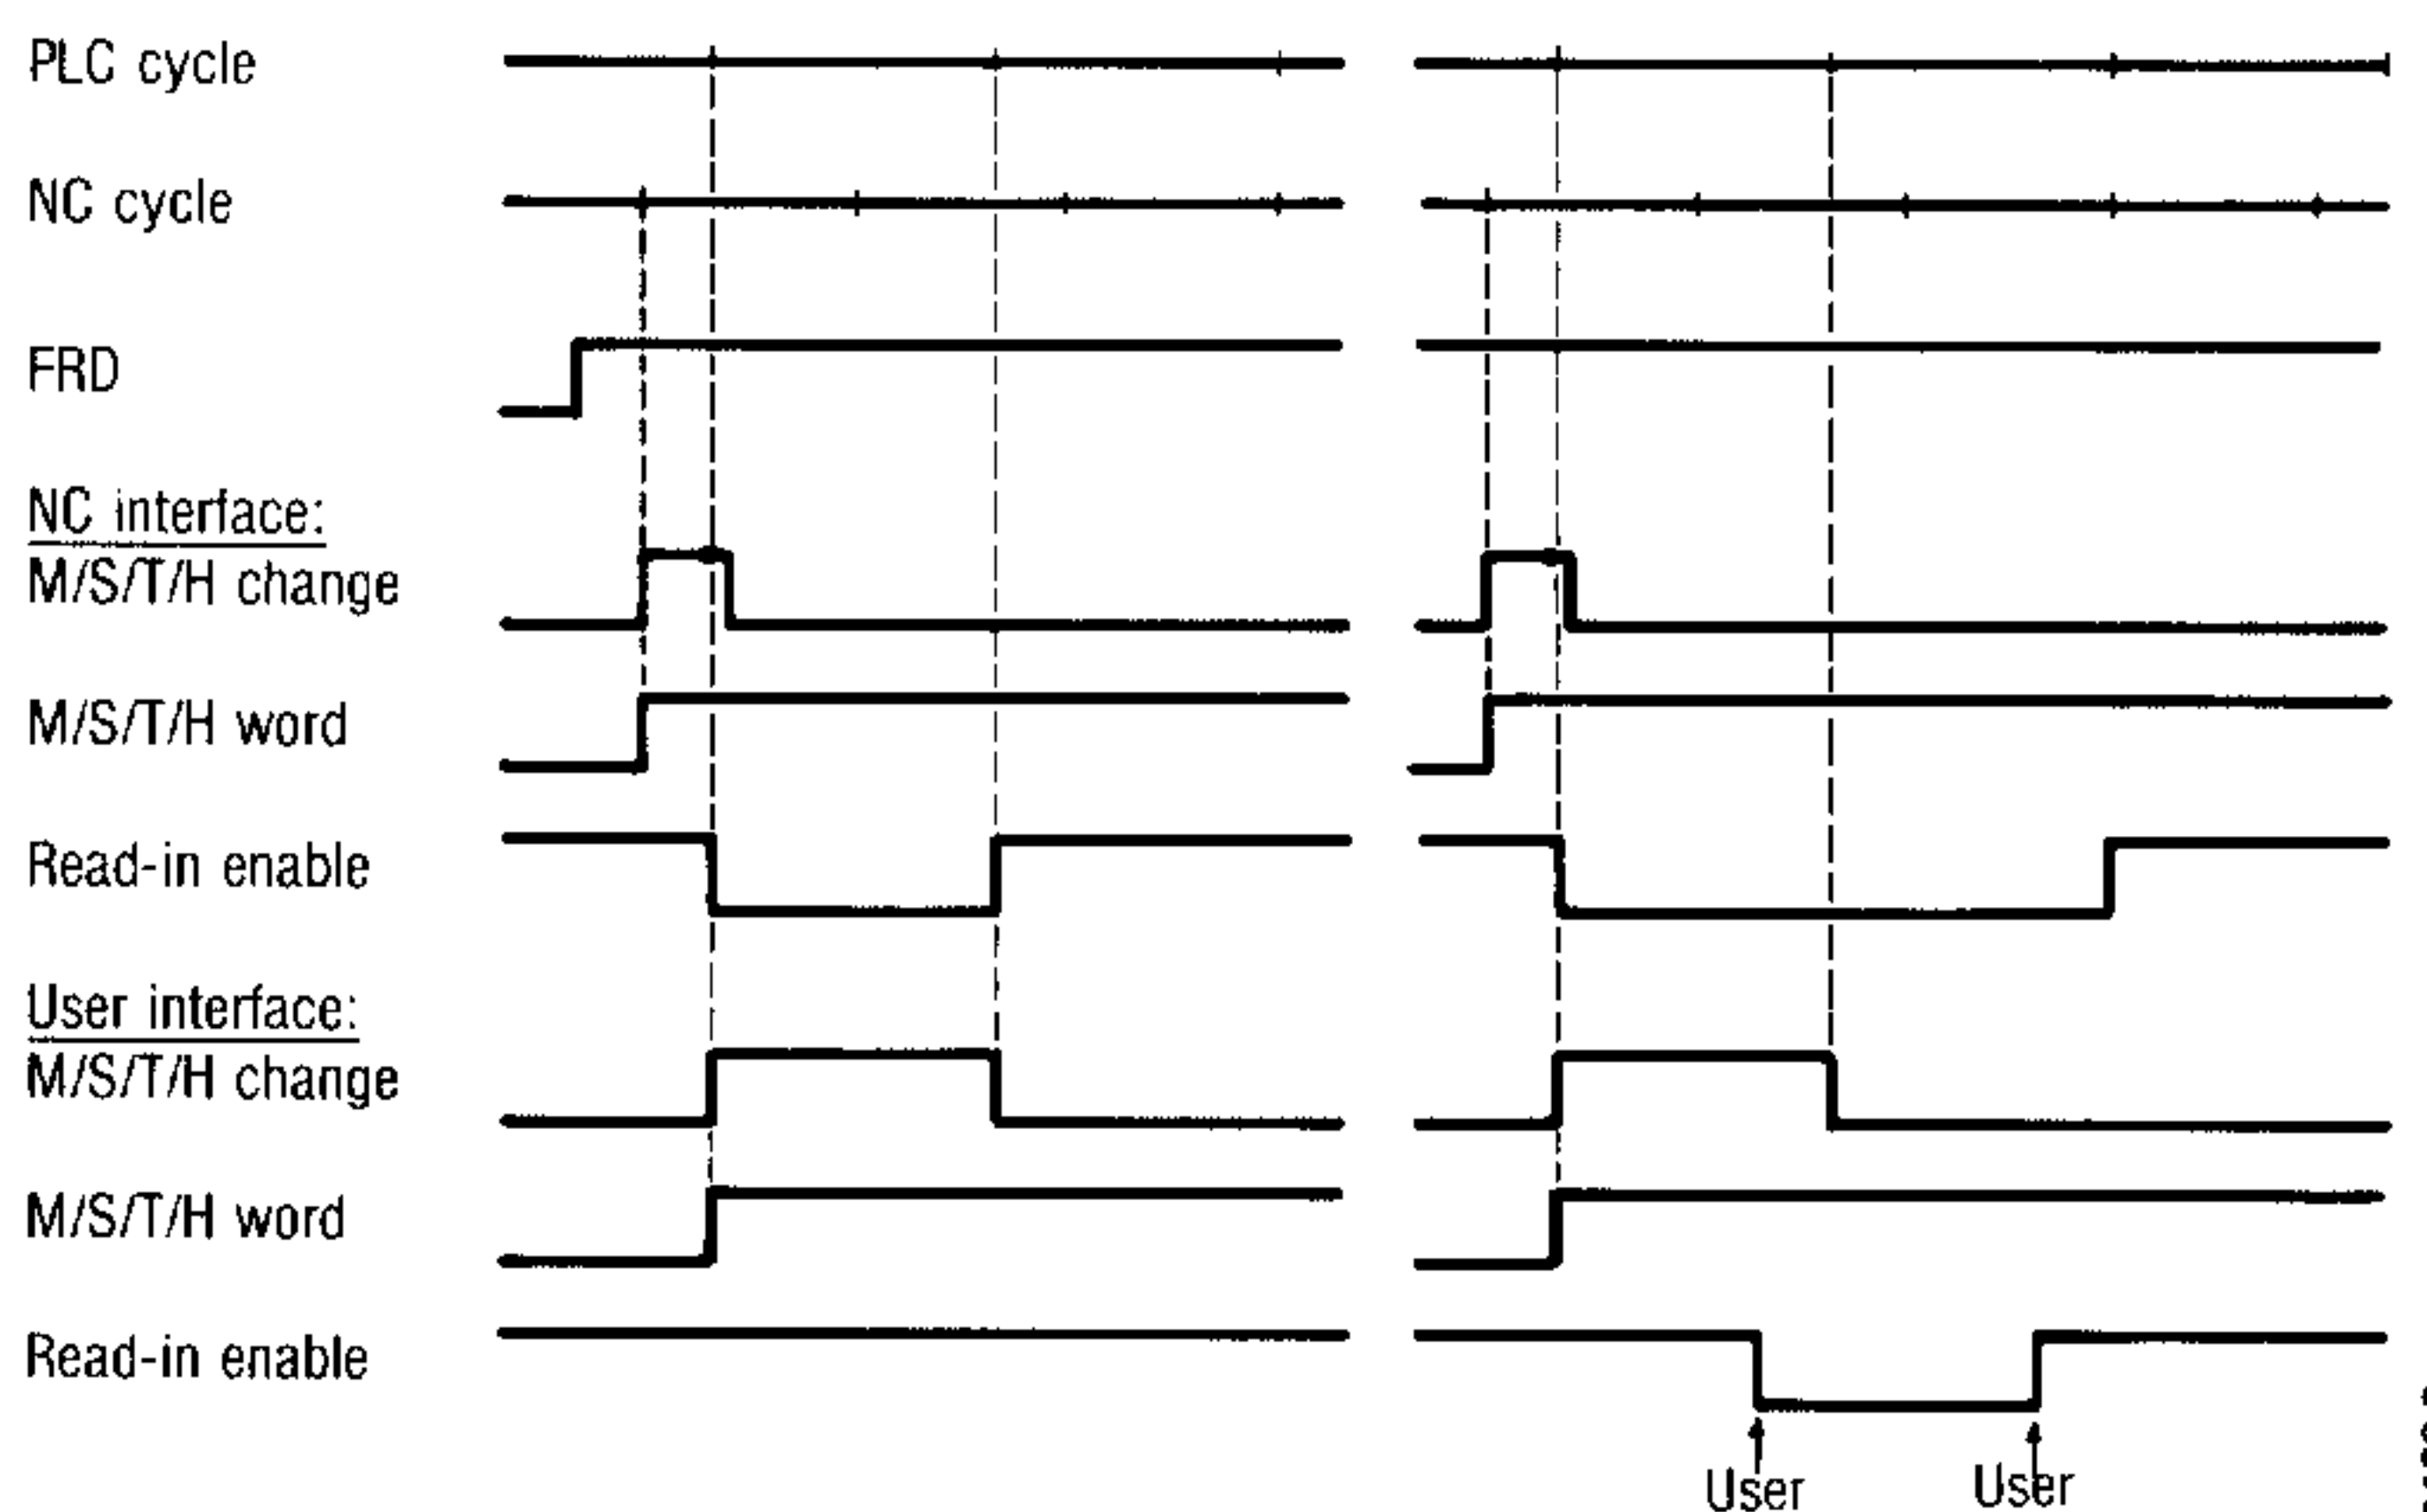 PLC cycle
NC cycle
FRD
NC interface:
M/S/T/H change
M/S/T/H word
Read-in enable
User interface:
M/S/T/H change
M/S/T/H word
Read-in enable
User User